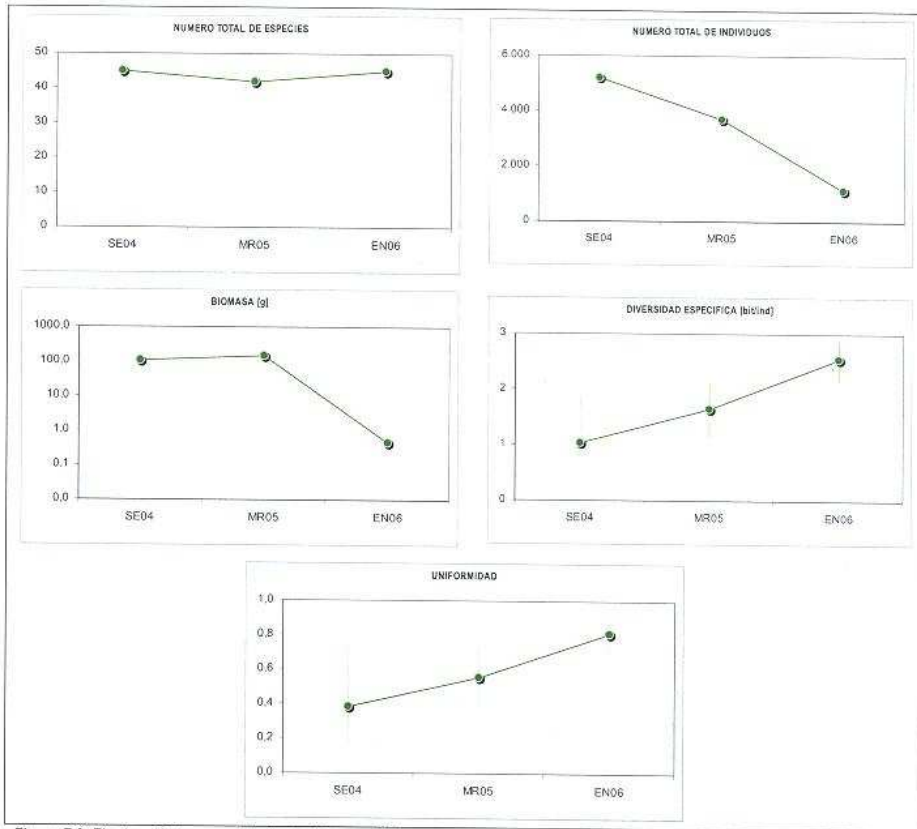 NUMERO TOTAL DE ESPECIES
50
40
30
20
10
0
SE04 MR05 EN06
NUMERO TOTAL DE INDIVIDUOS
6.000
4.000
2.000
0
SE04 MR05 EN06
BIOMASA [g]
1000,0
100,0
10,0
1,0
0,1
0,0
SE04 MR05 EN06
DIVERSIDAD ESPECIFICA [bit/ind]
3
2
1
0
SE04 MR05 EN06
UNIFORMIDAD
1,0
0,8
0,6
0,4
0,2
0,0
SE04 MR05 EN06